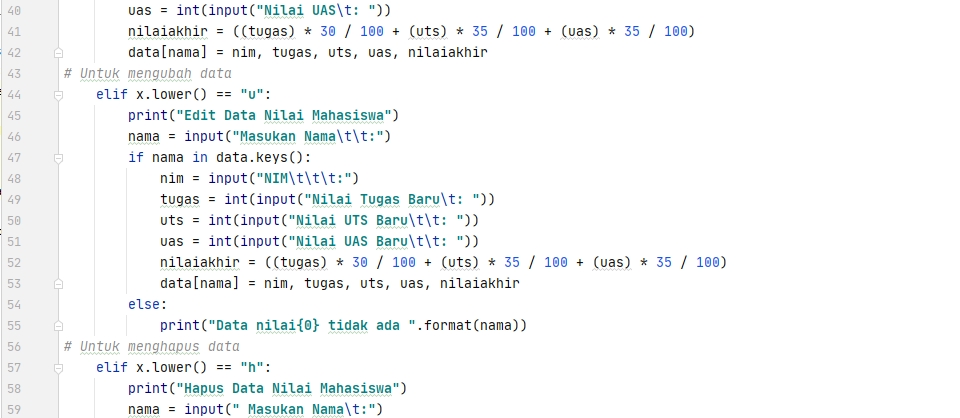 40 uas = int(input("Nilai UAS\t: "))
41 nilaiakhir = ((tugas) * 30 / 100 + (uts) * 35 / 100 + (uas) * 35 / 100)
42 data[nama] = nim, tugas, uts, uas, nilaiakhir
43 # Untuk mengubah data
44 elif x.lower() == "u":
45 print("Edit Data Nilai Mahasiswa")
46 nama = input("Masukan Nama\t\t:")
47 if nama in data.keys():
48 nim = input("NIM\t\t\t:")
49 tugas = int(input("Nilai Tugas Baru\t: "))
50 uts = int(input("Nilai UTS Baru\t\t: "))
51 uas = int(input("Nilai UAS Baru\t\t: "))
52 nilaiakhir = ((tugas) * 30 / 100 + (uts) * 35 / 100 + (uas) * 35 / 100)
53 data[nama] = nim, tugas, uts, uas, nilaiakhir
54 else:
55 print("Data nilai{0} tidak ada ".format(nama))
56 # Untuk menghapus data
57 elif x.lower() == "h":
58 print("Hapus Data Nilai Mahasiswa")
59 nama = input(" Masukan Nama\t:")